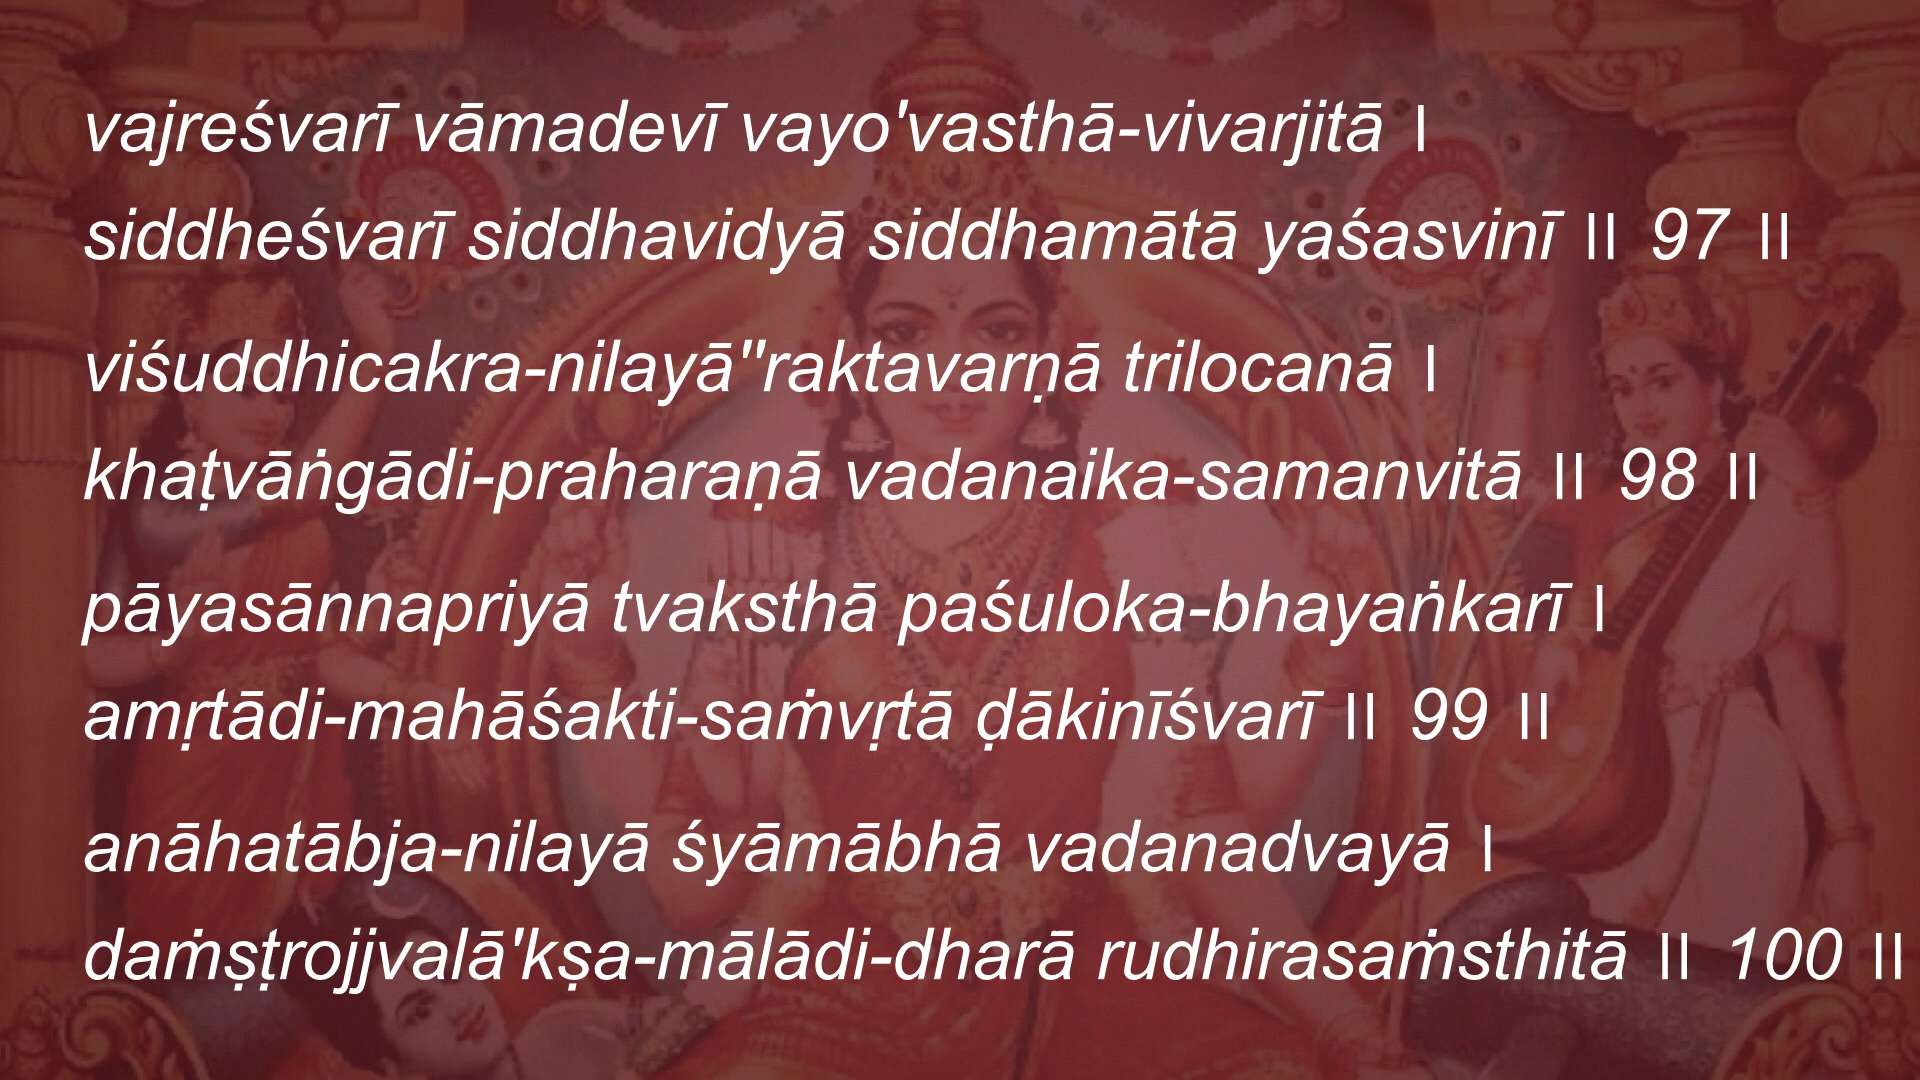 vajreśvarī vāmadevī vayo'vasthā-vivarjitā ।
siddheśvarī siddhavidyā siddhamātā yaśasvinī ॥ 97 ॥
viśuddhicakra-nilayā"raktavarṇā trilocanā ।
khaṭvāṅgādi-praharaṇā vadanaika-samanvitā ॥ 98 ॥
pāyasānnapriyā tvaksthā paśuloka-bhayaṅkarī ।
amṛtādi-mahāśakti-saṁvṛtā ḍākinīśvarī ॥ 99 ॥
anāhatābja-nilayā śyāmābhā vadanadvayā ।
daṁṣṭrojjvalā'kṣa-mālādi-dharā rudhirasaṁsthitā ॥ 100 ॥